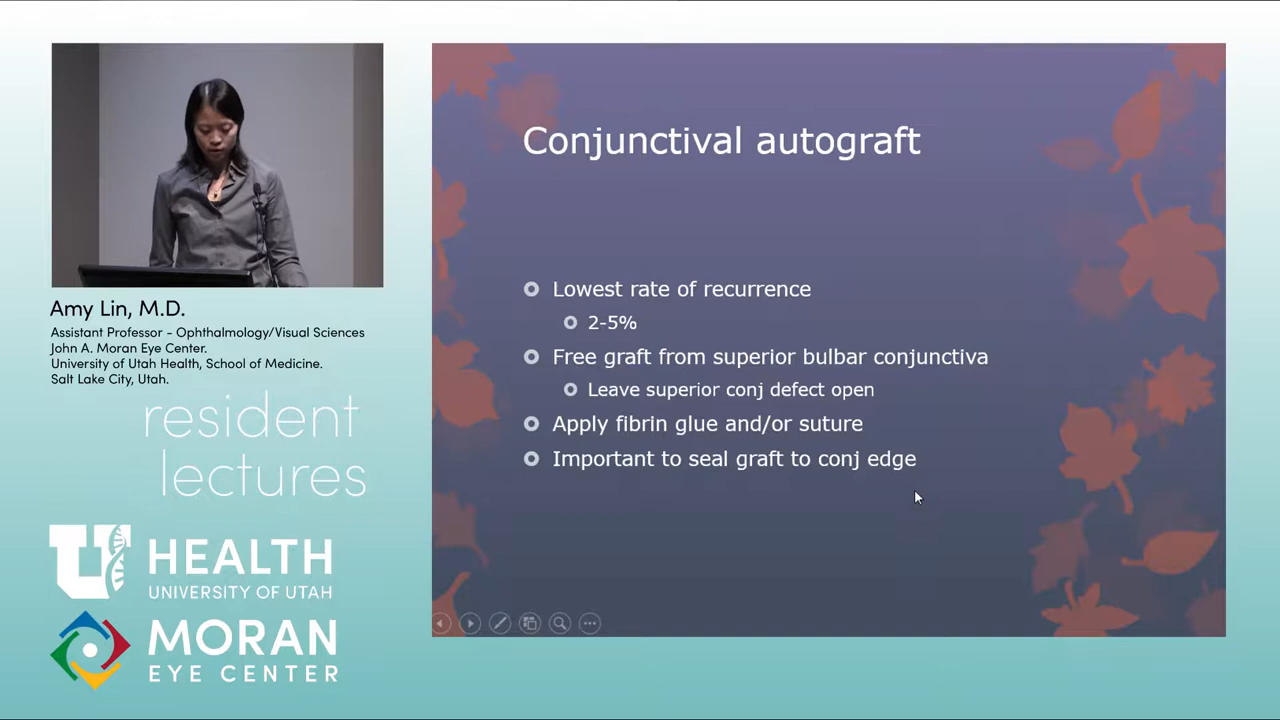 Amy Lin, M.D.
Assistant Professor - Ophthalmology/Visual Sciences
John A. Moran Eye Center.
University of Utah Health, School of Medicine.
Salt Lake City, Utah.
resident
lectures
U HEALTH
UNIVERSITY OF UTAH
MORAN
EYE CENTER
Conjunctival autograft
Lowest rate of recurrence
2-5%
Free graft from superior bulbar conjunctiva
Leave superior conj defect open
Apply fibrin glue and/or suture
Important to seal graft to conj edge